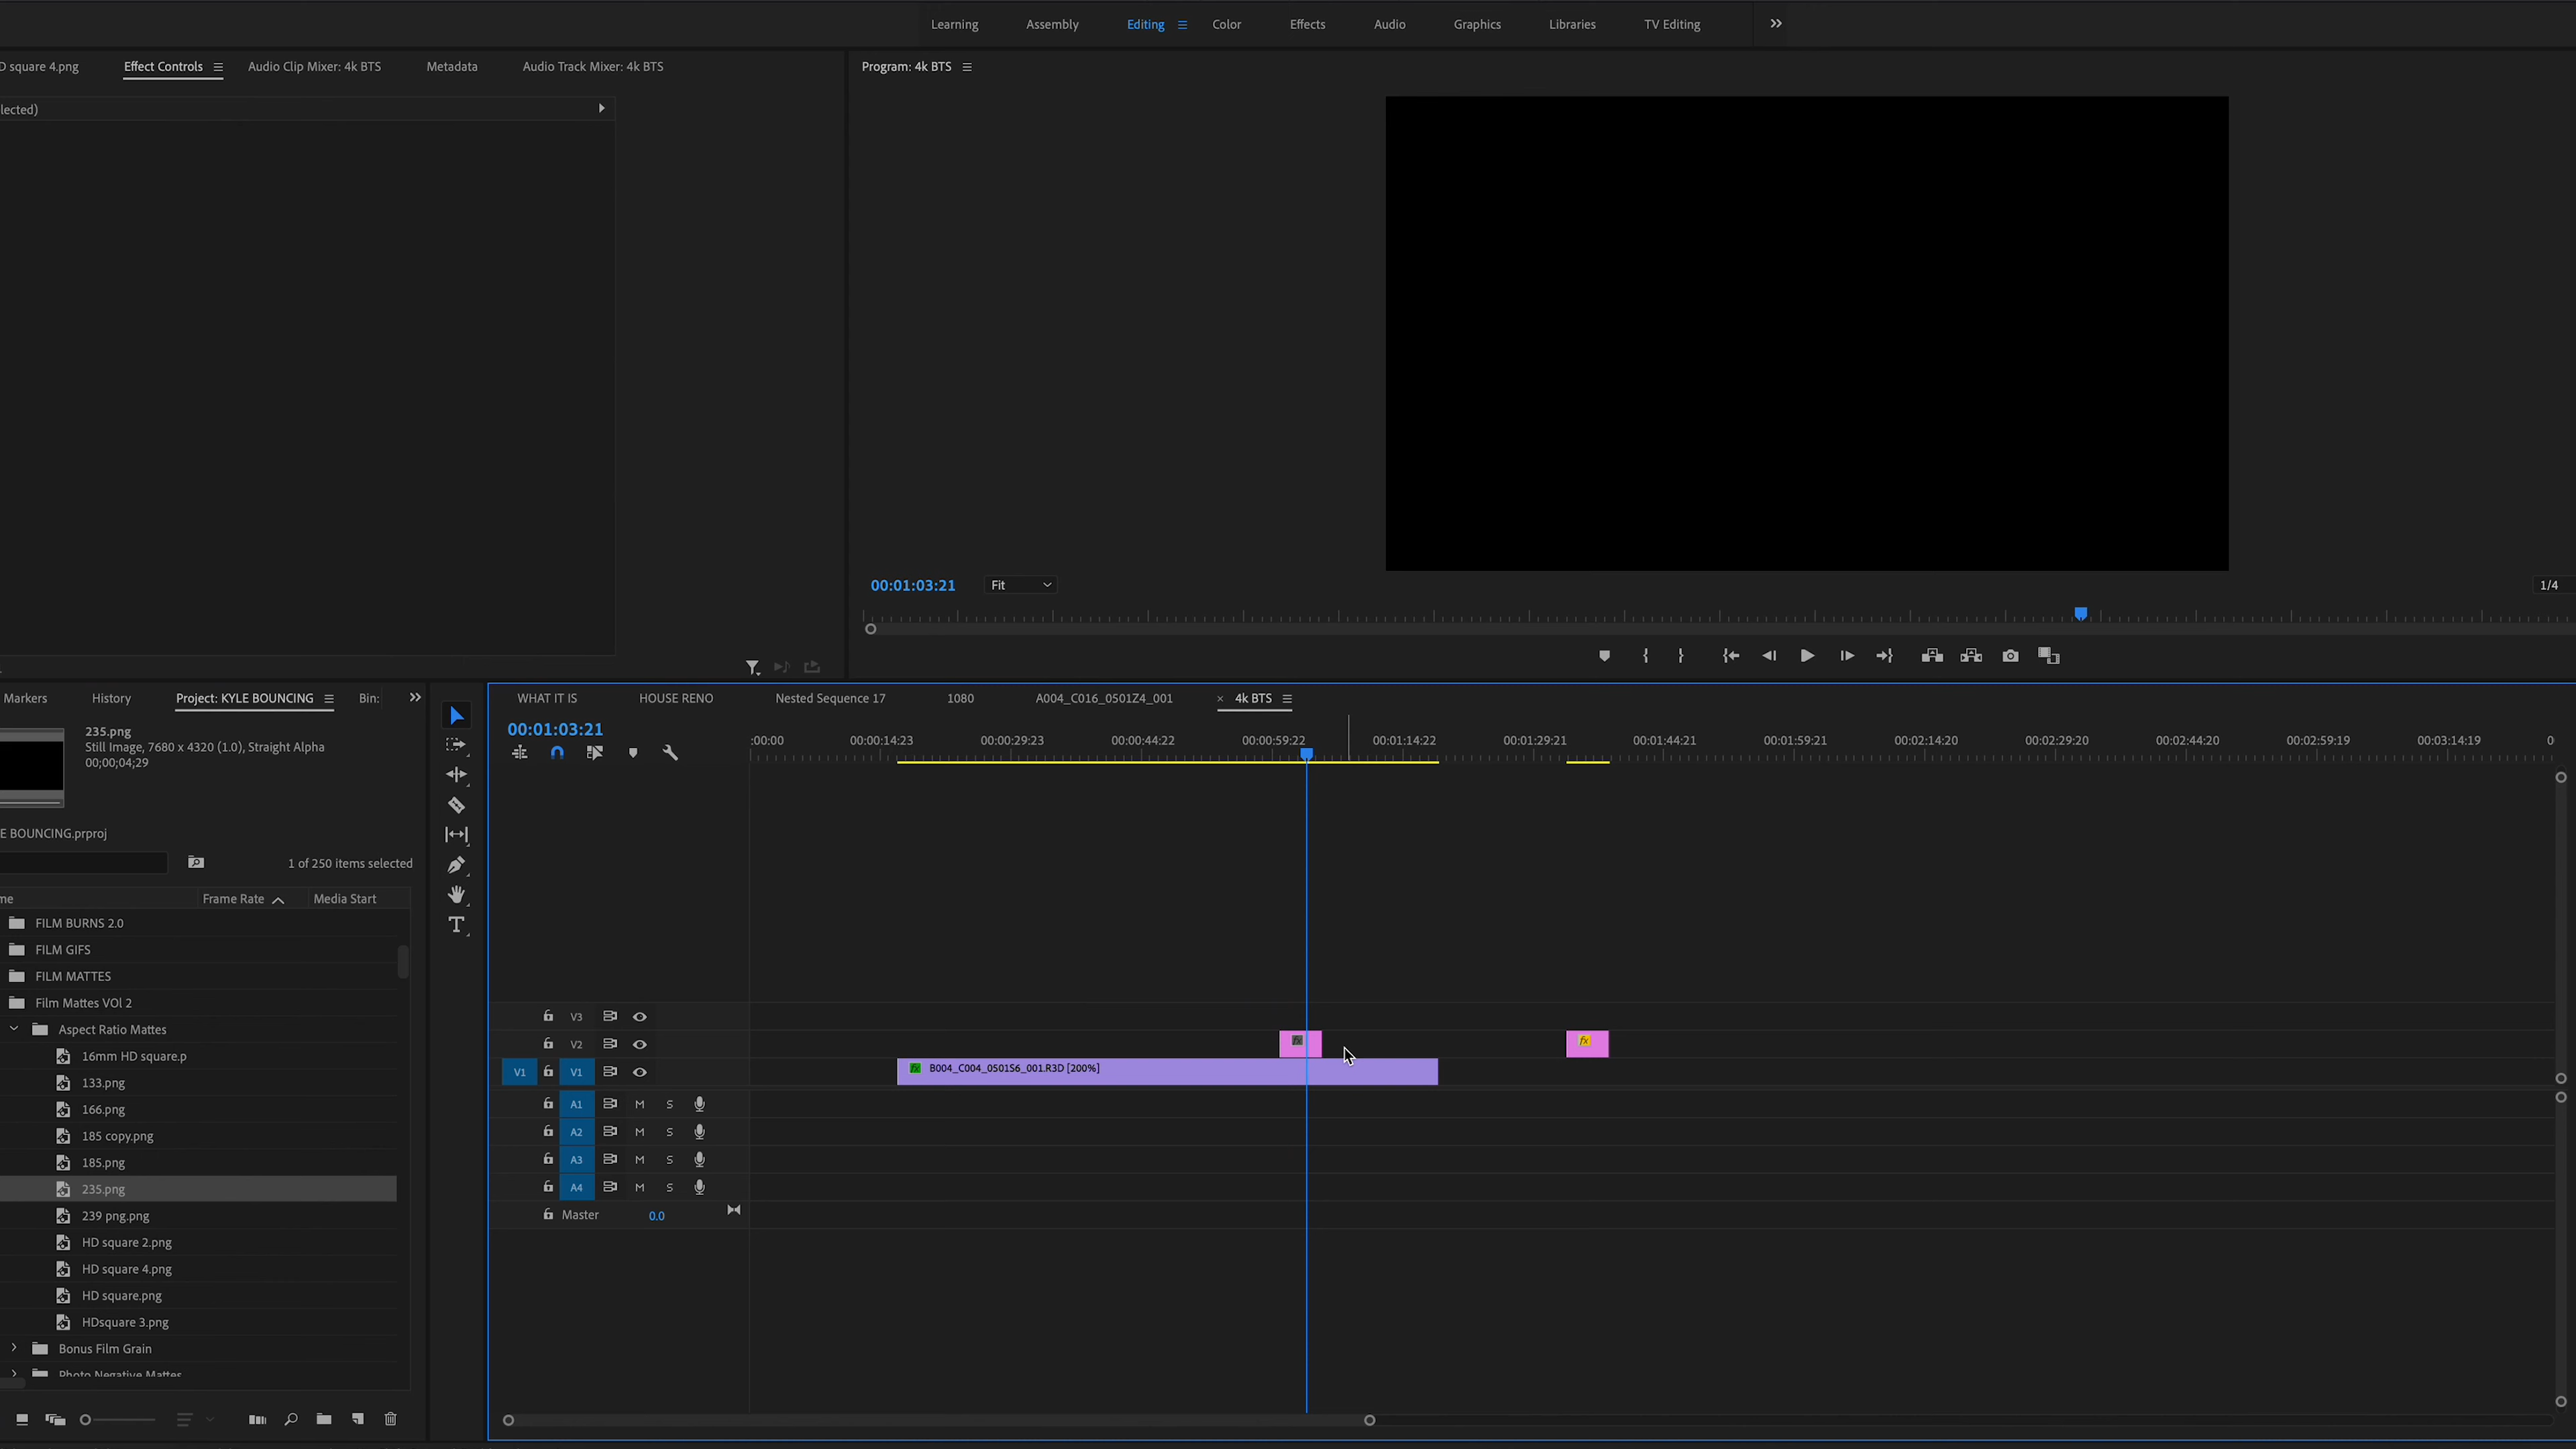 Learning Assembly Editing Color Effects Audio Graphics Libraries TV Editing
D square 4.png Effect Controls Audio Clip Mixer: 4k BTS Metadata Audio Track Mixer: 4k BTS
Program: 4k BTS
lected)
00:01:03:21 Fit 1/4
Markers History Project: KYLE BOUNCING Bin:
235.png
Still Image, 7680 x 4320 (1.0), Straight Alpha
00;00;04;29
E BOUNCING.prproj
1 of 250 items selected
me Frame Rate Media Start
FILM BURNS 2.0
FILM GIFS
FILM MATTES
Film Mattes VOl 2
Aspect Ratio Mattes
16mm HD square.p
133.png
166.png
185 copy.png
185.png
235.png
239 png.png
HD square 2.png
HD square 4.png
HD square.png
HDsquare 3.png
Bonus Film Grain
Photo Negative Mattes
WHAT IT IS HOUSE RENO Nested Sequence 17 1080 A004_C016_0501Z4_001 × 4k BTS
00:01:03:21
:00:00 00:00:14:23 00:00:29:23 00:00:44:22 00:00:59:22 00:01:14:22 00:01:29:21 00:01:44:21 00:01:59:21 00:02:14:20 00:02:29:20 00:02:44:20 00:02:59:19 00:03:14:19 0
V3
V2 fx fx
V1 V1 fx B004_C004_0501S6_001.R3D [200%]
A1 M S
A2 M S
A3 M S
A4 M S
Master 0.0